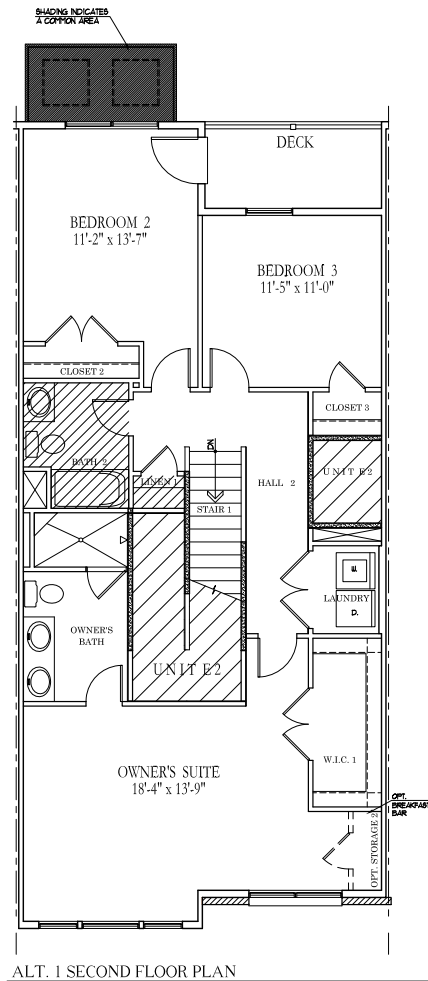 SHADING INDICATES
A COMMON AREA
DECK
BEDROOM 2
11'-2" x 13'-7"
BEDROOM 3
11'-5" x 11'-0"
CLOSET 2
CLOSET 3
BATH 2
LINEN 1
DN
STAIR 1
HALL 2
UNIT E2
W.
LAUNDRY
D.
OWNER'S
BATH
UNIT E2
W.I.C. 1
OWNER'S SUITE
18'-4" x 13'-9"
OPT.
BREAKFAST
BAR
OPT. STORAGE 2
ALT. 1 SECOND FLOOR PLAN